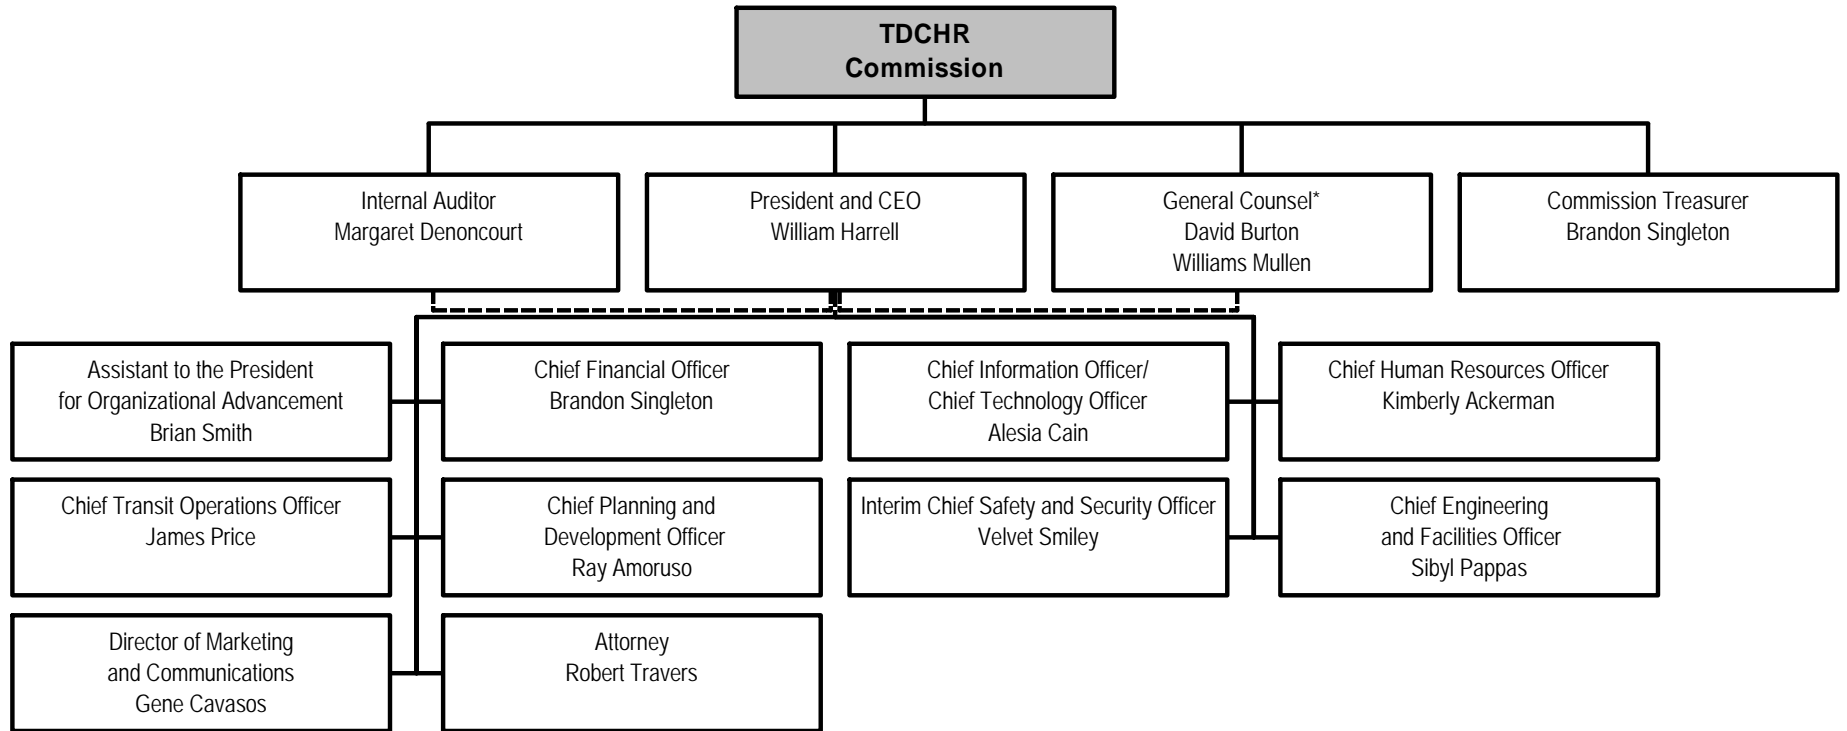 TDCHR
Commission
Internal Auditor
Margaret Denoncourt
President and CEO
William Harrell
General Counsel*
David Burton
Williams Mullen
Commission Treasurer
Brandon Singleton
Assistant to the President
for Organizational Advancement
Brian Smith
Chief Financial Officer
Brandon Singleton
Chief Information Officer/
Chief Technology Officer
Alesia Cain
Chief Human Resources Officer
Kimberly Ackerman
Chief Transit Operations Officer
James Price
Chief Planning and
Development Officer
Ray Amoruso
Interim Chief Safety and Security Officer
Velvet Smiley
Chief Engineering
and Facilities Officer
Sibyl Pappas
Director of Marketing
and Communications
Gene Cavasos
Attorney
Robert Travers